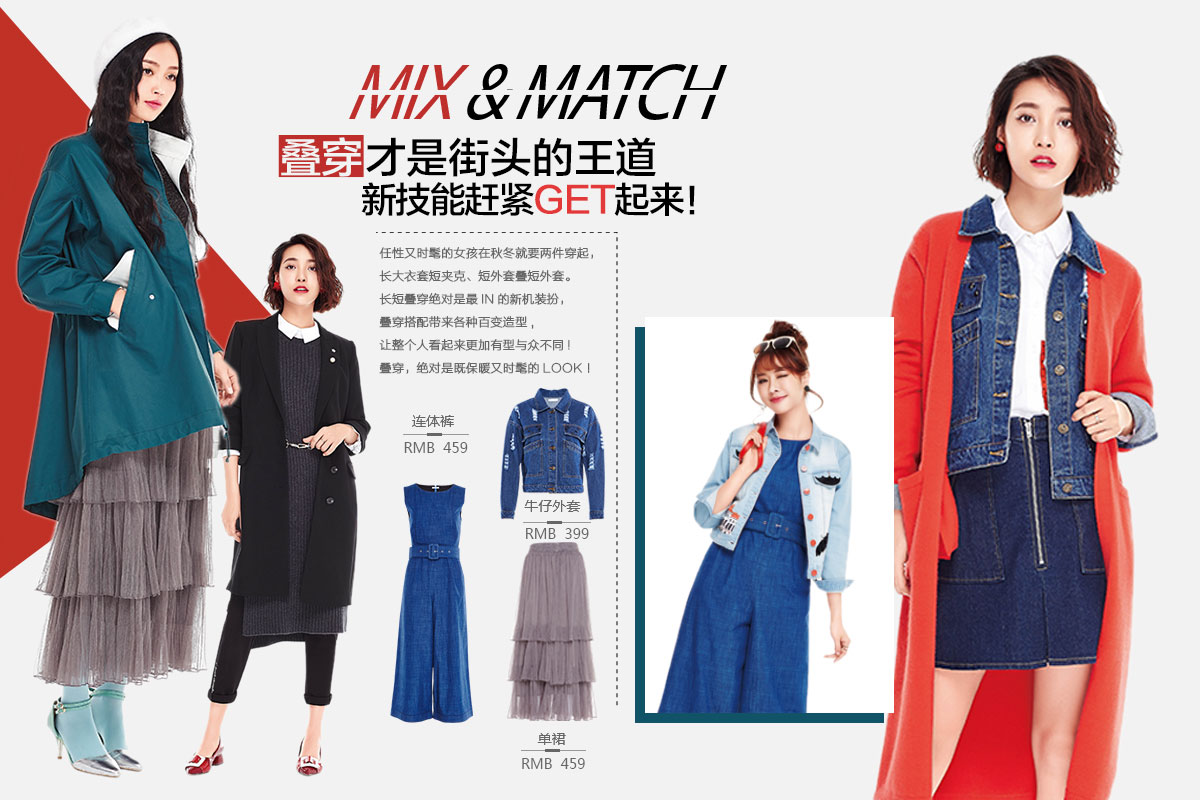 MIX & MATCH
叠穿才是街头的王道
新技能赶紧GET起来!
任性又时髦的女孩在秋冬就要两件穿起，
长大衣套短夹克、短外套叠短外套。
长短叠穿绝对是最 IN 的新机装扮，
叠穿搭配带来各种百变造型，
让整个人看起来更加有型与众不同！
叠穿，绝对是既保暖又时髦的 LOOK！
连体裤
RMB 459
牛仔外套
RMB 399
单裙
RMB 459